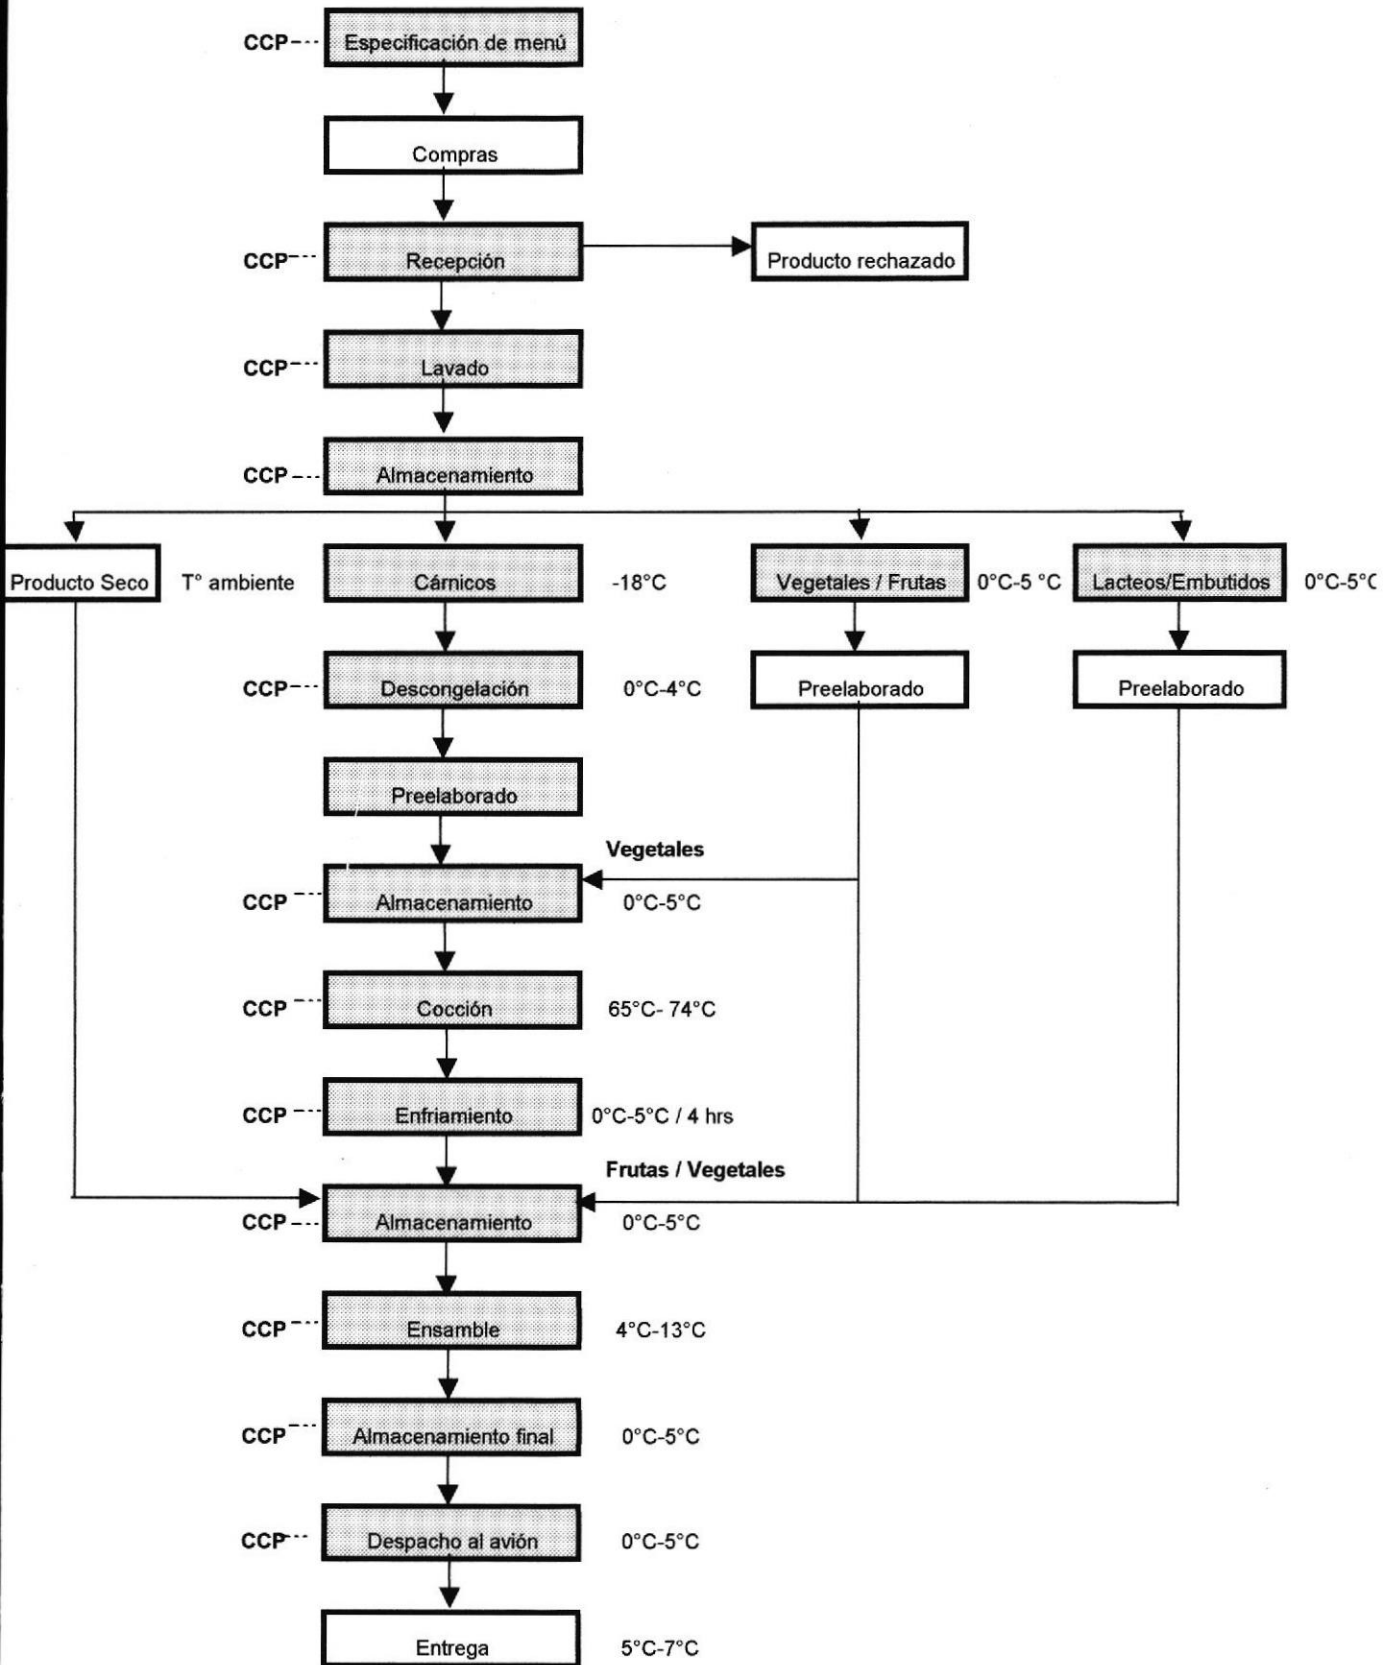 CCP
Especificación de menú
Compras
CCP
Recepción
Producto rechazado
CCP
Lavado
CCP
Almacenamiento
Producto Seco
T° ambiente
Cárnicos
-18°C
Vegetales / Frutas
0°C-5 °C
Lacteos/Embutidos
0°C-5°C
CCP
Descongelación
0°C-4°C
Preelaborado
Preelaborado
Preelaborado
Vegetales
CCP
Almacenamiento
0°C-5°C
CCP
Cocción
65°C- 74°C
CCP
Enfriamiento
0°C-5°C / 4 hrs
Frutas / Vegetales
CCP
Almacenamiento
0°C-5°C
CCP
Ensamble
4°C-13°C
CCP
Almacenamiento final
0°C-5°C
CCP
Despacho al avión
0°C-5°C
Entrega
5°C-7°C